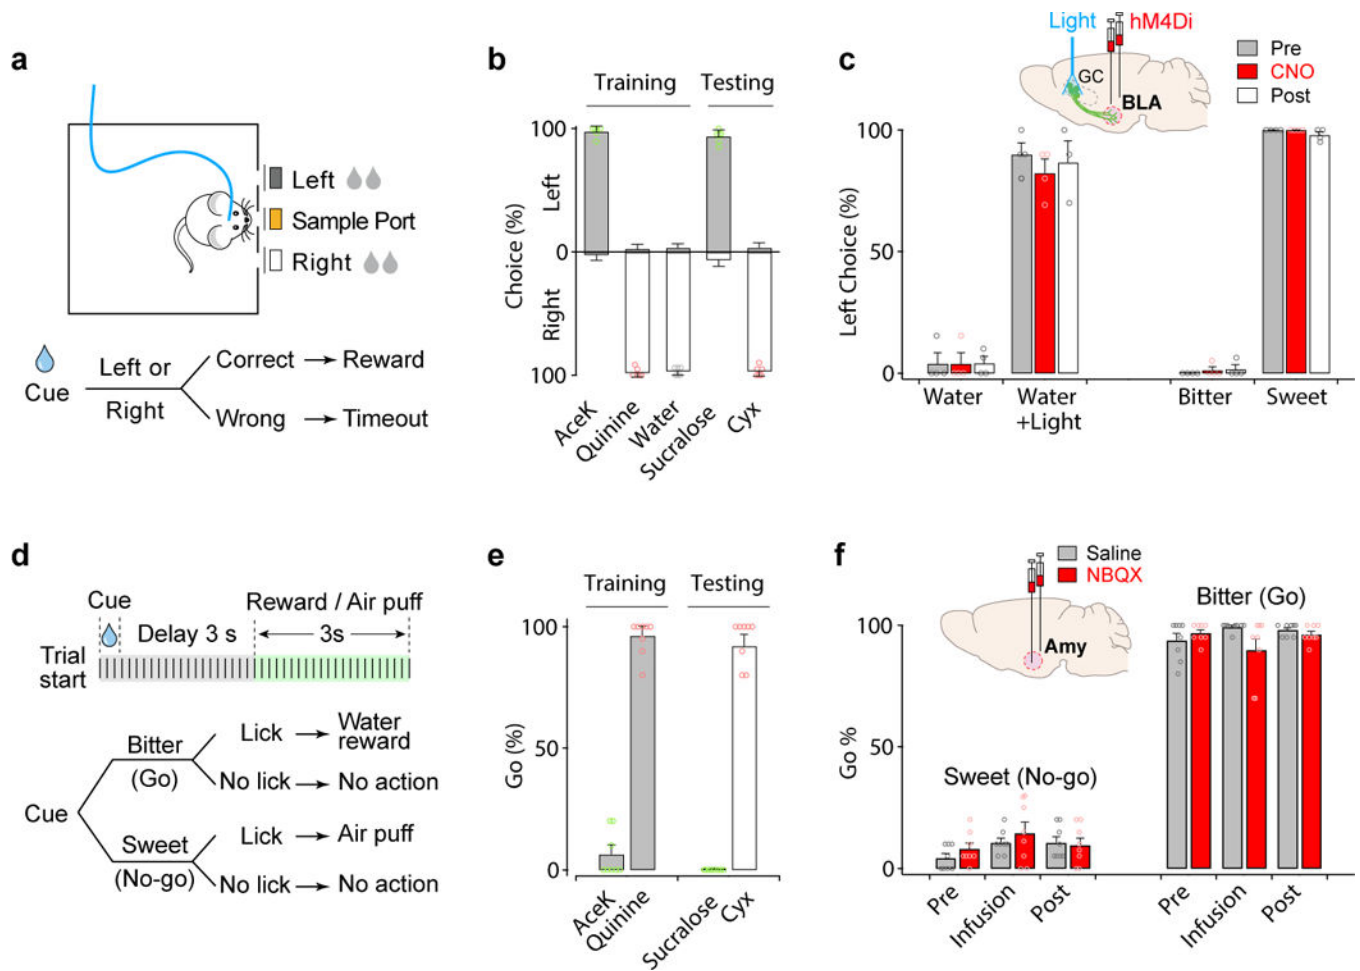 a
Left
Sample Port
Right
Cue
Left or
Right
Correct
Reward
Wrong
Timeout
b
Training
Testing
100
0
100
Choice (%)
Left
Right
AceK
Quinine
Water
Sucralose
Cyx
c
Light
hM4Di
GC
BLA
Pre
CNO
Post
100
50
0
Left Choice (%)
Water
Water
+Light
Bitter
Sweet
d
Cue
Delay 3 s
Reward / Air puff
3s
Trial
start
Cue
Bitter
(Go)
Lick
Water
reward
No lick
No action
Sweet
(No-go)
Lick
Air puff
No lick
No action
e
Training
Testing
100
50
0
Go (%)
AceK
Quinine
Sucralose
Cyx
f
Saline
NBQX
Amy
Bitter (Go)
Sweet (No-go)
100
50
0
Go %
Pre
Infusion
Post
Pre
Infusion
Post